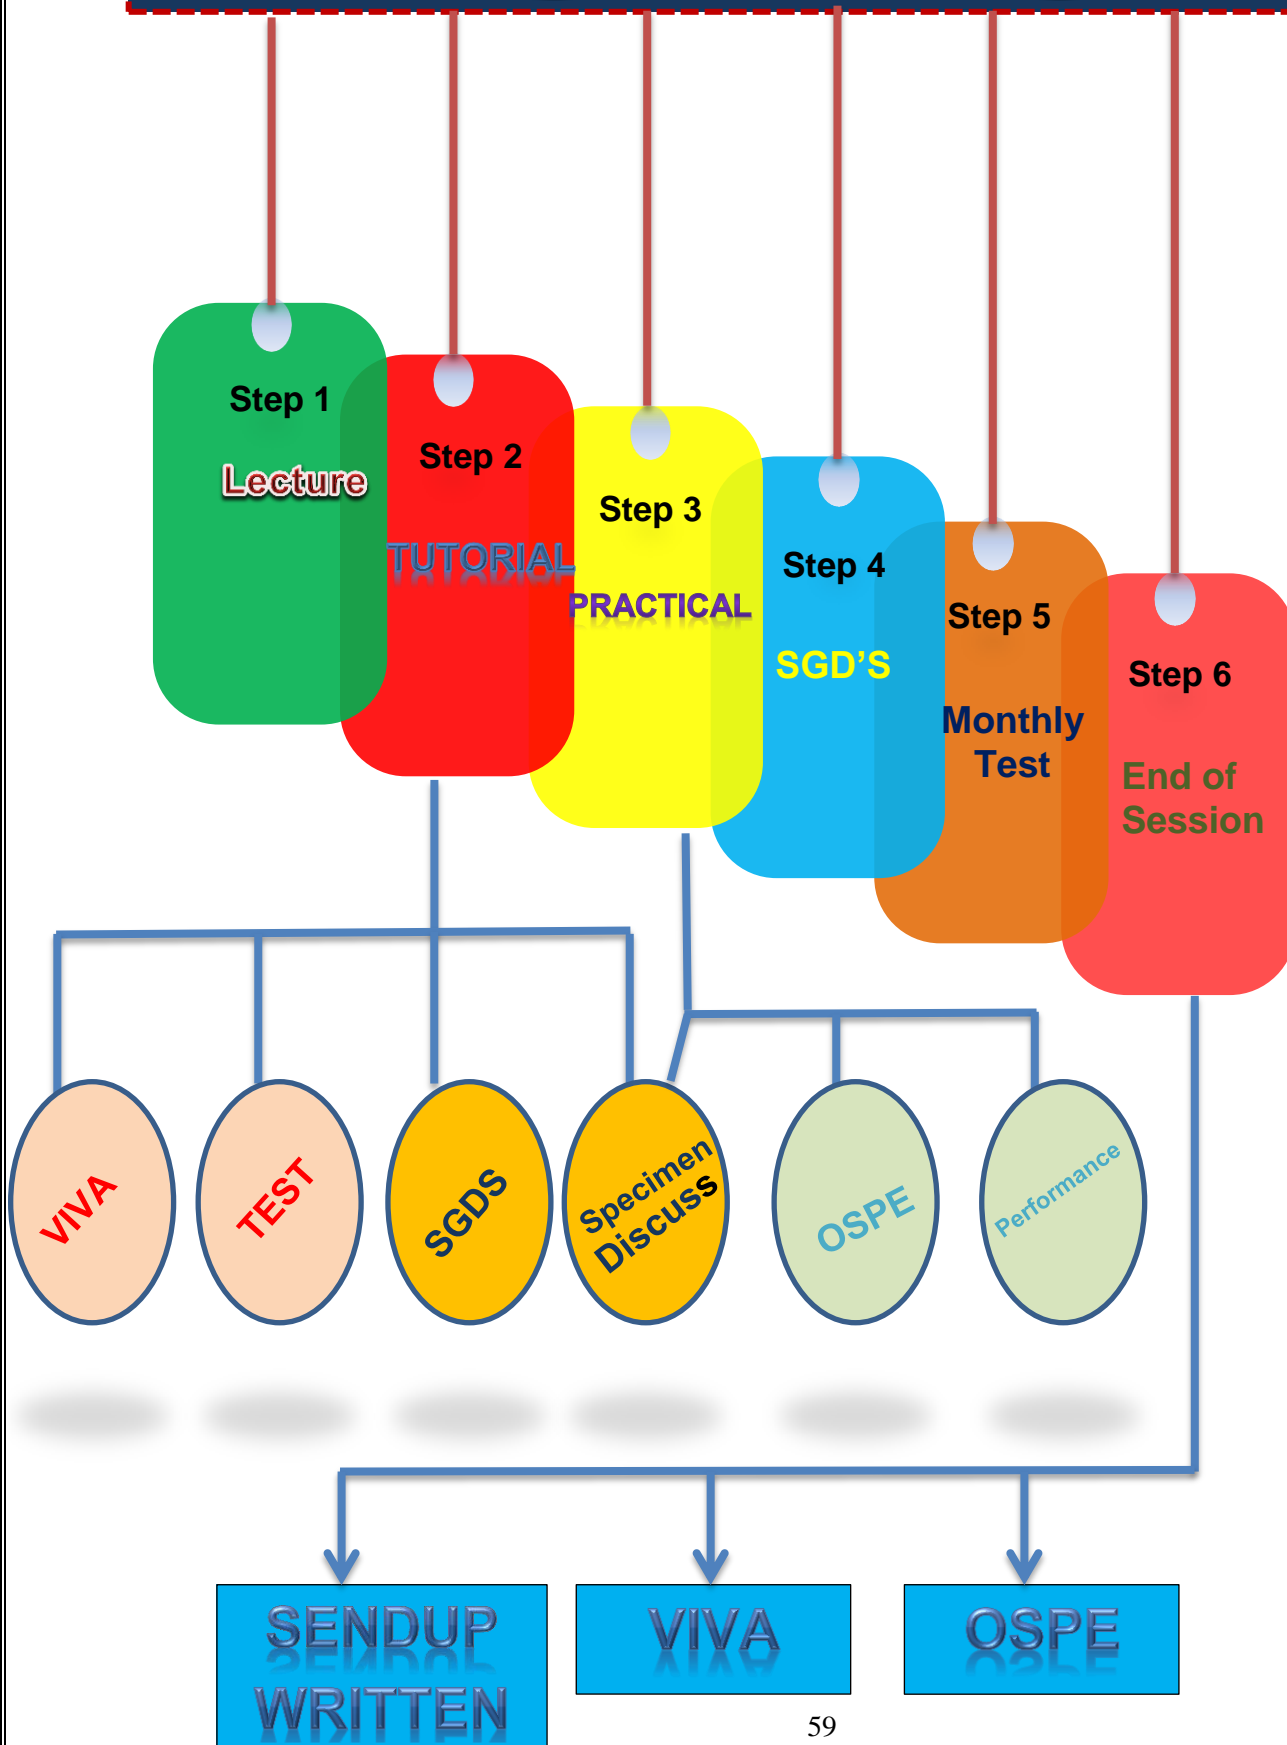 Step 1
Lecture
Step 2
TUTORIAL
Step 3
PRACTICAL
Step 4
SGD'S
Step 5
Monthly
Test
Step 6
End of
Session
VIVA
TEST
SGDS
Specimen
Discuss
OSPE
Performance
SENDUP
WRITTEN
VIVA
OSPE
59